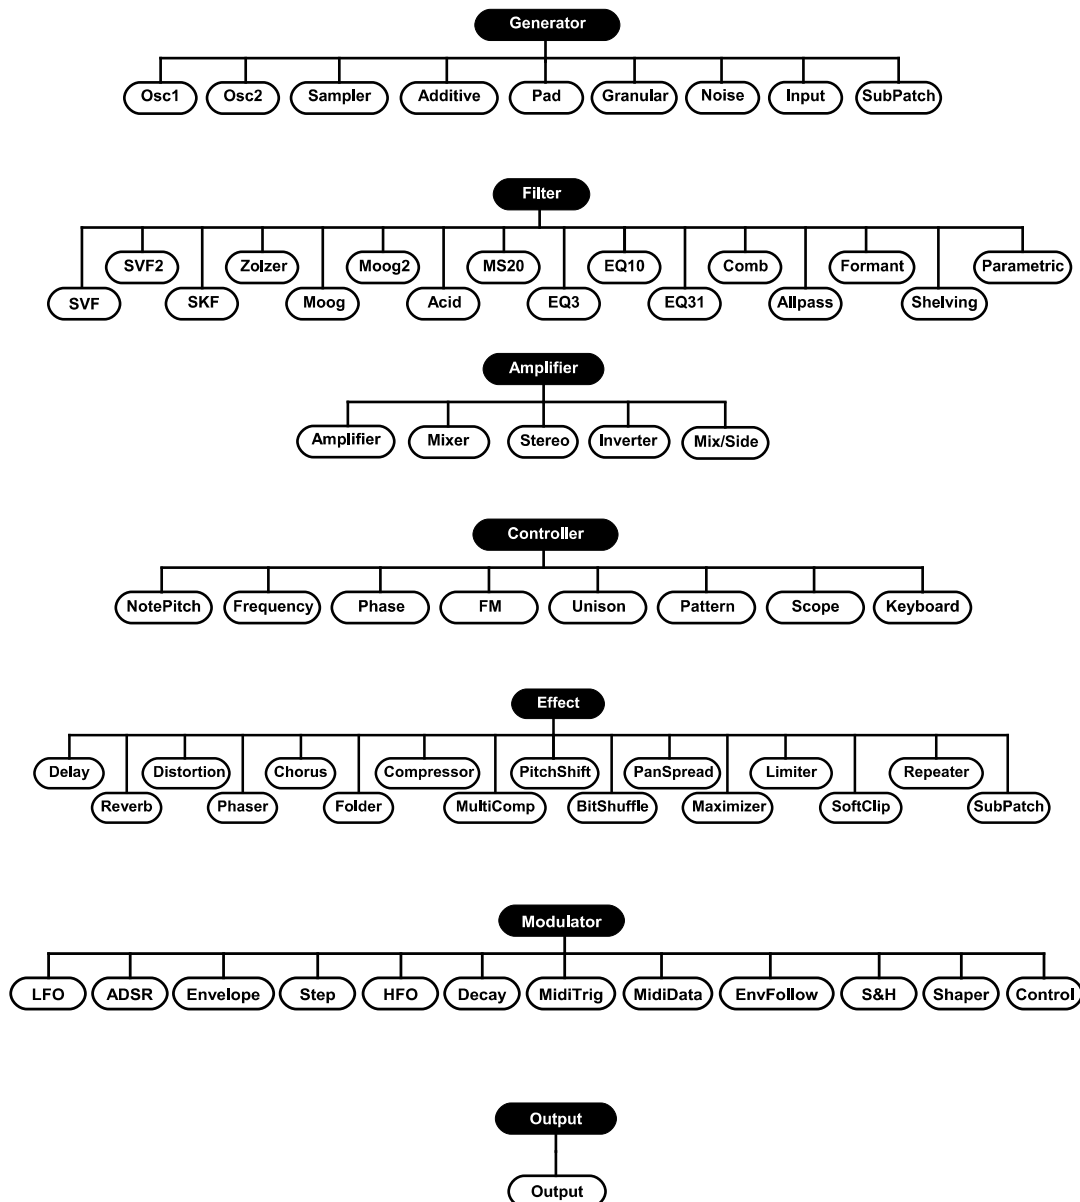 Generator
Osc1 Osc2 Sampler Additive Pad Granular Noise Input SubPatch
Filter
SVF2 Zolzer Moog2 MS20 EQ10 Comb Formant Parametric
SVF SKF Moog Acid EQ3 EQ31 Allpass Shelving
Amplifier
Amplifier Mixer Stereo Inverter Mix/Side
Controller
NotePitch Frequency Phase FM Unison Pattern Scope Keyboard
Effect
Delay Distortion Chorus Compressor PitchShift PanSpread Limiter Repeater
Reverb Phaser Folder MultiComp BitShuffle Maximizer SoftClip SubPatch
Modulator
LFO ADSR Envelope Step HFO Decay MidiTrig MidiData EnvFollow S&H Shaper Control
Output
Output